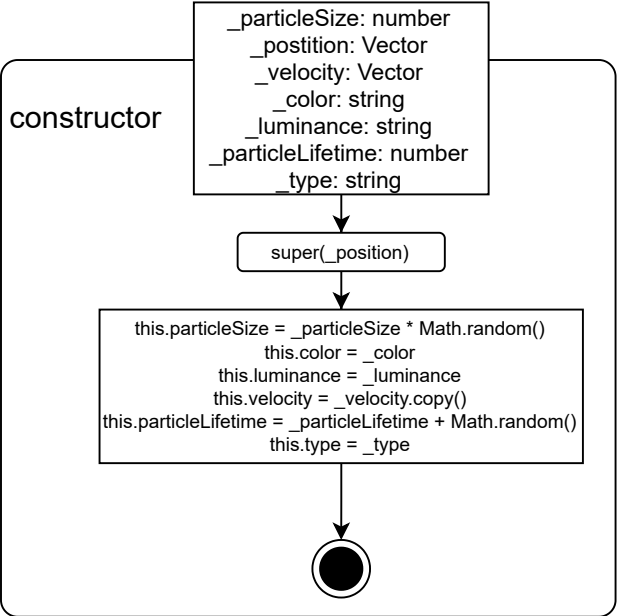 _particleSize: number
_postition: Vector
_velocity: Vector
_color: string
constructor
_luminance: string
_particleLifetime: number
_type: string
super(_position)
this.particleSize = _particleSize * Math.random()
this.color = _color
this.luminance = _luminance
this.velocity = _velocity.copy()
this.particleLifetime = _particleLifetime + Math.random()
this.type = _type